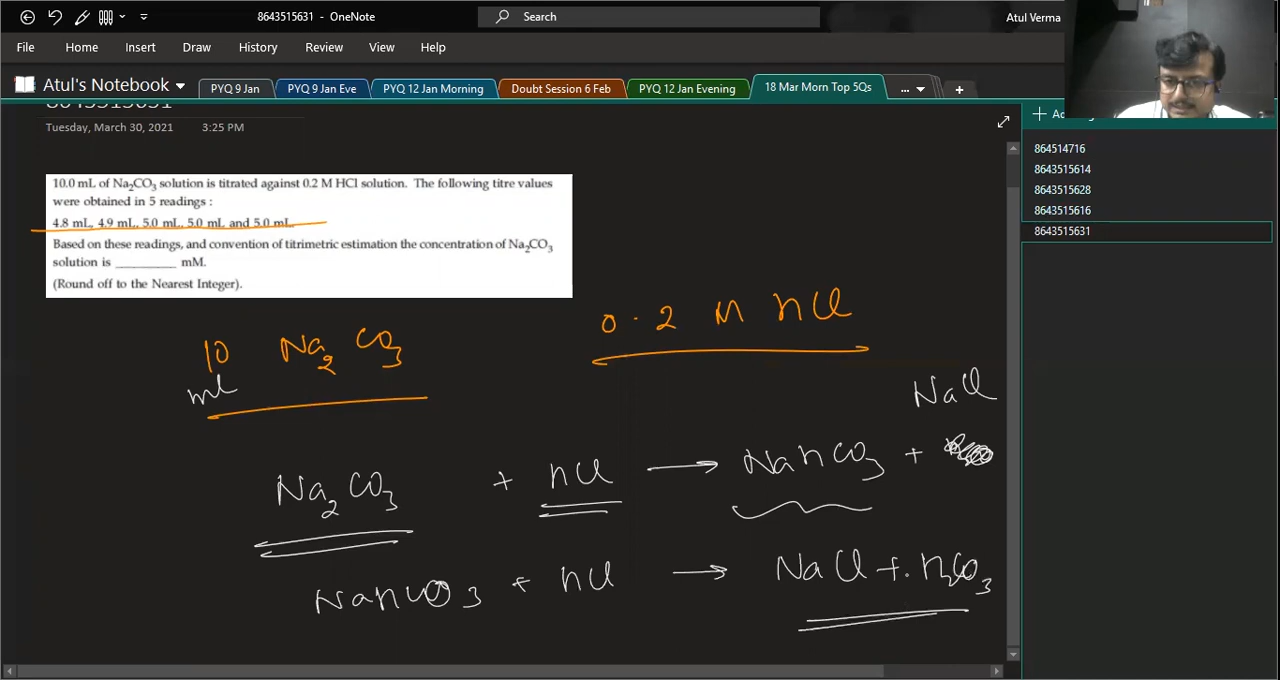 8643515631 - OneNote
Search
Atul Verma
File Home Insert Draw History Review View Help
Atul's Notebook
PYQ 9 Jan
PYQ 9 Jan Eve
PYQ 12 Jan Morning
Doubt Session 6 Feb
PYQ 12 Jan Evening
18 Mar Morn Top 5Qs
...
8643515631
Tuesday, March 30, 2021 3:25 PM
864514716
8643515614
8643515628
8643515616
8643515631
10.0 mL of Na₂CO₃ solution is titrated against 0.2 M HCl solution. The following titre values
were obtained in 5 readings :
4.8 mL, 4.9 mL, 5.0 mL, 5.0 mL and 5.0 mL
Based on these readings, and convention of titrimetric estimation the concentration of Na₂CO₃
solution is ________ mM.
(Round off to the Nearest Integer).
10 Na₂CO₃
ml
0.2 M HCl
NaCl
Na₂CO₃ + HCl → NaHCO₃ +
NaHCO₃ + HCl → NaCl + H₂CO₃